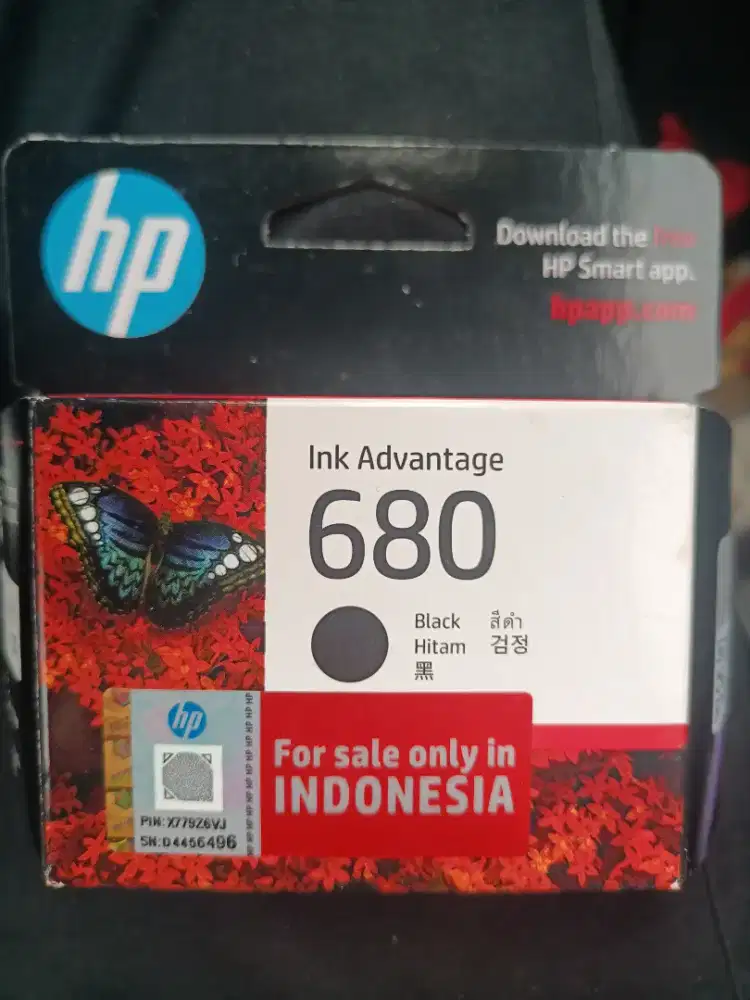 hp
Download the free
HP Smart app.
hpapp.com
Ink Advantage
680
Black สีดำ
Hitam 검정
黑
hp
PIN:X779Z6VJ
SN:D4456496
For sale only in
INDONESIA